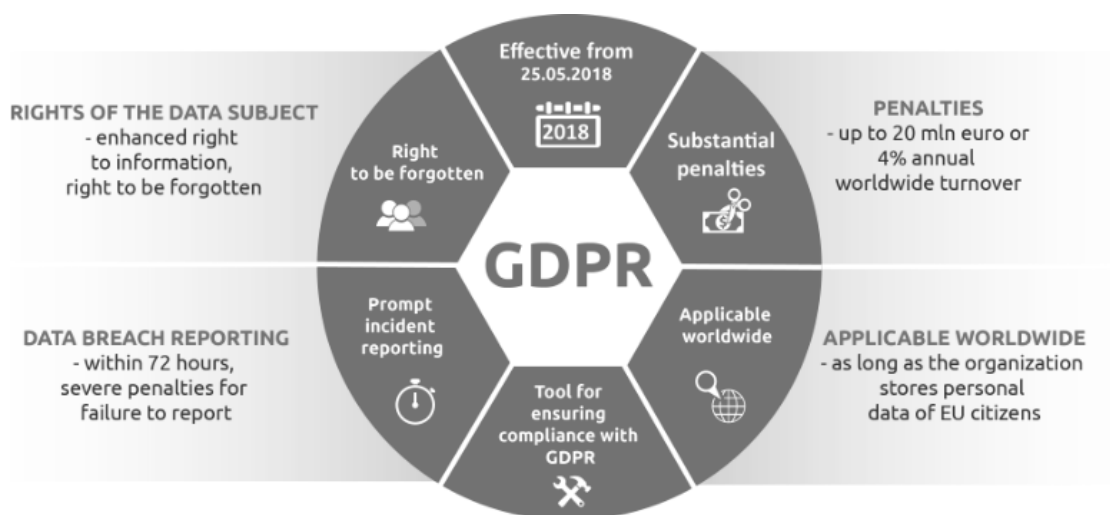 Effective from
25.05.2018
2018
RIGHTS OF THE DATA SUBJECT
- enhanced right
to information,
right to be forgotten
Right
to be forgotten
Substantial
penalties
PENALTIES
- up to 20 mln euro or
4% annual
worldwide turnover
GDPR
DATA BREACH REPORTING
- within 72 hours,
severe penalties for
failure to report
Prompt
incident
reporting
Applicable
worldwide
APPLICABLE WORLDWIDE
- as long as the organization
stores personal
data of EU citizens
Tool for
ensuring
compliance with
GDPR